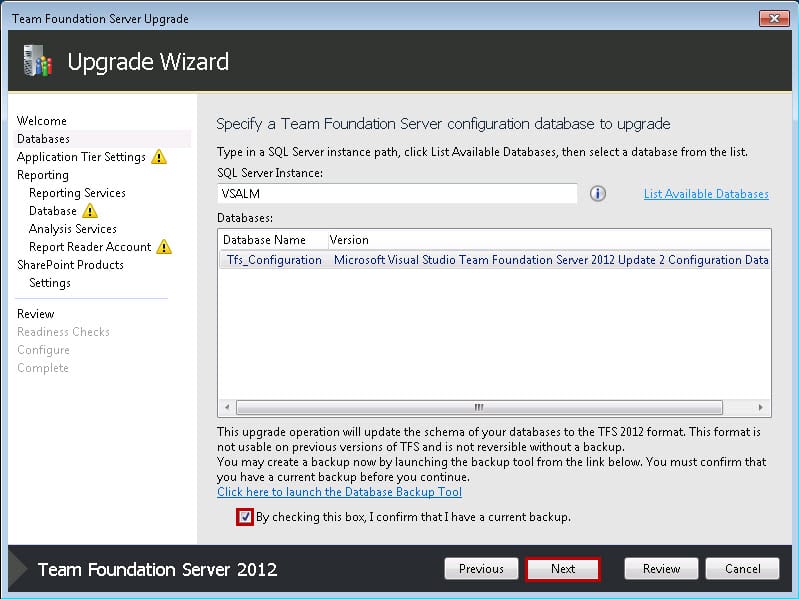 Team Foundation Server Upgrade
Upgrade Wizard
Welcome
Databases
Application Tier Settings
Reporting
Reporting Services
Database
Analysis Services
Report Reader Account
SharePoint Products
Settings
Review
Readiness Checks
Configure
Complete
Specify a Team Foundation Server configuration database to upgrade
Type in a SQL Server instance path, click List Available Databases, then select a database from the list.
SQL Server Instance:
VSALM
List Available Databases
Databases:
Database Name Version
Tfs_Configuration Microsoft Visual Studio Team Foundation Server 2012 Update 2 Configuration Data
This upgrade operation will update the schema of your databases to the TFS 2012 format. This format is
not usable on previous versions of TFS and is not reversible without a backup.
You may create a backup now by launching the backup tool from the link below. You must confirm that
you have a current backup before you continue.
Click here to launch the Database Backup Tool
By checking this box, I confirm that I have a current backup.
Team Foundation Server 2012
Previous
Next
Review
Cancel